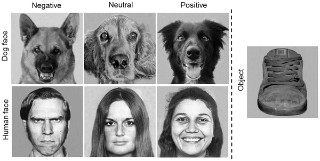 Negative Neutral Positive
Dog face
Human face
Object